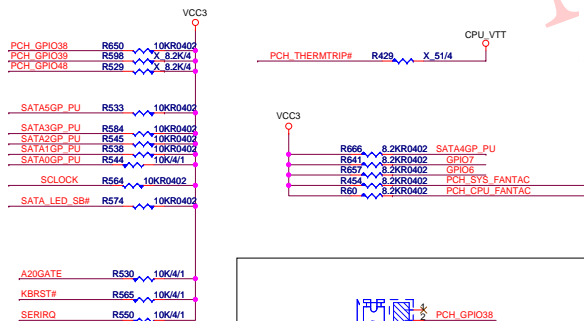 VCC3
PCH_GPIO38 R650 10KR0402
PCH_GPIO39 R598 X_8.2K/4
PCH_GPIO48 R529 X_8.2K/4
SATA5GP_PU R533 10KR0402
SATA3GP_PU R584 10KR0402
SATA2GP_PU R545 10KR0402
SATA1GP_PU R538 10KR0402
SATA0GP_PU R544 10K/4/1
SCLOCK R564 10KR0402
SATA_LED_SB# R574 10KR0402
A20GATE R530 10K/4/1
KBRST# R565 10K/4/1
SERIRQ R550 10K/4/1
CPU_VTT
PCH_THERMTRIP# R429 X_51/4
VCC3
R666 8.2KR0402 SATA4GP_PU
R641 8.2KR0402 GPIO7
R657 8.2KR0402 GPIO6
R454 8.2KR0402 PCH_SYS_FANTAC
R60 8.2KR0402 PCH_CPU_FANTAC
1
2 PCH_GPIO38